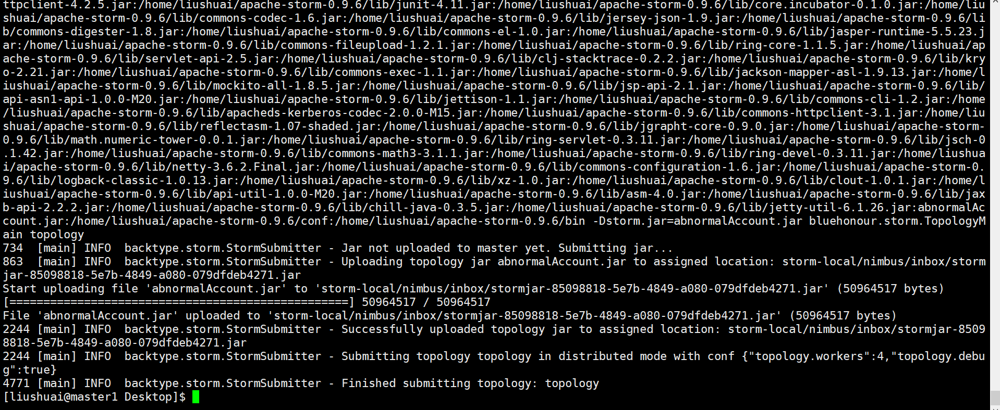 ttpclient-4.2.5.jar:/home/liushuai/apache-storm-0.9.6/lib/junit-4.11.jar:/home/liushuai/apache-storm-0.9.6/lib/core.incubator-0.1.0.jar:/home/liu
shuai/apache-storm-0.9.6/lib/commons-codec-1.6.jar:/home/liushuai/apache-storm-0.9.6/lib/jersey-json-1.9.jar:/home/liushuai/apache-storm-0.9.6/li
b/commons-digester-1.8.jar:/home/liushuai/apache-storm-0.9.6/lib/commons-el-1.0.jar:/home/liushuai/apache-storm-0.9.6/lib/jasper-runtime-5.5.23.j
ar:/home/liushuai/apache-storm-0.9.6/lib/commons-fileupload-1.2.1.jar:/home/liushuai/apache-storm-0.9.6/lib/ring-core-1.1.5.jar:/home/liushuai/ap
ache-storm-0.9.6/lib/servlet-api-2.5.jar:/home/liushuai/apache-storm-0.9.6/lib/clj-stacktrace-0.2.2.jar:/home/liushuai/apache-storm-0.9.6/lib/kry
o-2.21.jar:/home/liushuai/apache-storm-0.9.6/lib/commons-exec-1.1.jar:/home/liushuai/apache-storm-0.9.6/lib/jackson-mapper-asl-1.9.13.jar:/home/l
iushuai/apache-storm-0.9.6/lib/mockito-all-1.8.5.jar:/home/liushuai/apache-storm-0.9.6/lib/jsp-api-2.1.jar:/home/liushuai/apache-storm-0.9.6/lib/
api-asn1-api-1.0.0-M20.jar:/home/liushuai/apache-storm-0.9.6/lib/jettison-1.1.jar:/home/liushuai/apache-storm-0.9.6/lib/commons-cli-1.2.jar:/home
/liushuai/apache-storm-0.9.6/lib/apacheds-kerberos-codec-2.0.0-M15.jar:/home/liushuai/apache-storm-0.9.6/lib/commons-httpclient-3.1.jar:/home/liu
shuai/apache-storm-0.9.6/lib/reflectasm-1.07-shaded.jar:/home/liushuai/apache-storm-0.9.6/lib/jgrapht-core-0.9.0.jar:/home/liushuai/apache-storm-
0.9.6/lib/math.numeric-tower-0.0.1.jar:/home/liushuai/apache-storm-0.9.6/lib/ring-servlet-0.3.11.jar:/home/liushuai/apache-storm-0.9.6/lib/jsch-0
.1.42.jar:/home/liushuai/apache-storm-0.9.6/lib/commons-math3-3.1.1.jar:/home/liushuai/apache-storm-0.9.6/lib/ring-devel-0.3.11.jar:/home/liushua
i/apache-storm-0.9.6/lib/netty-3.6.2.Final.jar:/home/liushuai/apache-storm-0.9.6/lib/commons-configuration-1.6.jar:/home/liushuai/apache-storm-0.
9.6/lib/logback-classic-1.0.13.jar:/home/liushuai/apache-storm-0.9.6/lib/xz-1.0.jar:/home/liushuai/apache-storm-0.9.6/lib/clout-1.0.1.jar:/home/l
iushuai/apache-storm-0.9.6/lib/api-util-1.0.0-M20.jar:/home/liushuai/apache-storm-0.9.6/lib/asm-4.0.jar:/home/liushuai/apache-storm-0.9.6/lib/jax
b-api-2.2.2.jar:/home/liushuai/apache-storm-0.9.6/lib/chill-java-0.3.5.jar:/home/liushuai/apache-storm-0.9.6/lib/jetty-util-6.1.26.jar:abnormalAc
count.jar:/home/liushuai/apache-storm-0.9.6/conf:/home/liushuai/apache-storm-0.9.6/bin -Dstorm.jar=abnormalAccount.jar bluehonour.storm.TopologyM
ain topology
734  [main] INFO  backtype.storm.StormSubmitter - Jar not uploaded to master yet. Submitting jar...
863  [main] INFO  backtype.storm.StormSubmitter - Uploading topology jar abnormalAccount.jar to assigned location: storm-local/nimbus/inbox/storm
jar-85098818-5e7b-4849-a080-079dfdeb4271.jar
Start uploading file 'abnormalAccount.jar' to 'storm-local/nimbus/inbox/stormjar-85098818-5e7b-4849-a080-079dfdeb4271.jar' (50964517 bytes)
[==================================================] 50964517 / 50964517
File 'abnormalAccount.jar' uploaded to 'storm-local/nimbus/inbox/stormjar-85098818-5e7b-4849-a080-079dfdeb4271.jar' (50964517 bytes)
2244 [main] INFO  backtype.storm.StormSubmitter - Successfully uploaded topology jar to assigned location: storm-local/nimbus/inbox/stormjar-8509
8818-5e7b-4849-a080-079dfdeb4271.jar
2244 [main] INFO  backtype.storm.StormSubmitter - Submitting topology topology in distributed mode with conf {"topology.workers":4,"topology.debu
g":true}
4771 [main] INFO  backtype.storm.StormSubmitter - Finished submitting topology: topology
[liushuai@master1 Desktop]$